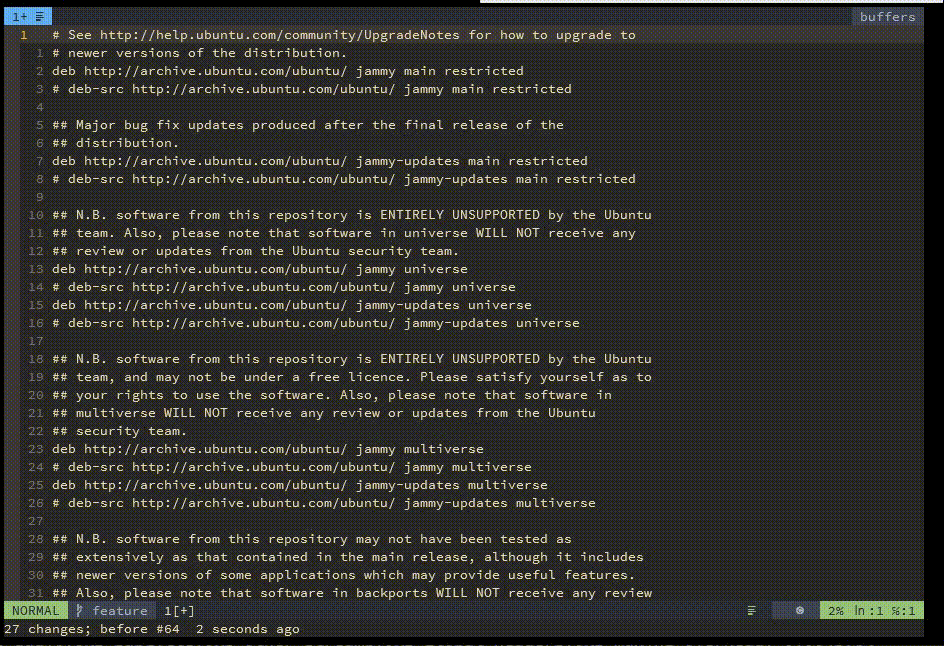 1+ ≡ buffers
1 # See http://help.ubuntu.com/community/UpgradeNotes for how to upgrade to
1 # newer versions of the distribution.
2 deb http://archive.ubuntu.com/ubuntu/ jammy main restricted
3 # deb-src http://archive.ubuntu.com/ubuntu/ jammy main restricted
4
5 ## Major bug fix updates produced after the final release of the
6 ## distribution.
7 deb http://archive.ubuntu.com/ubuntu/ jammy-updates main restricted
8 # deb-src http://archive.ubuntu.com/ubuntu/ jammy-updates main restricted
9
10 ## N.B. software from this repository is ENTIRELY UNSUPPORTED by the Ubuntu
11 ## team. Also, please note that software in universe WILL NOT receive any
12 ## review or updates from the Ubuntu security team.
13 deb http://archive.ubuntu.com/ubuntu/ jammy universe
14 # deb-src http://archive.ubuntu.com/ubuntu/ jammy universe
15 deb http://archive.ubuntu.com/ubuntu/ jammy-updates universe
16 # deb-src http://archive.ubuntu.com/ubuntu/ jammy-updates universe
17
18 ## N.B. software from this repository is ENTIRELY UNSUPPORTED by the Ubuntu
19 ## team, and may not be under a free licence. Please satisfy yourself as to
20 ## your rights to use the software. Also, please note that software in
21 ## multiverse WILL NOT receive any review or updates from the Ubuntu
22 ## security team.
23 deb http://archive.ubuntu.com/ubuntu/ jammy multiverse
24 # deb-src http://archive.ubuntu.com/ubuntu/ jammy multiverse
25 deb http://archive.ubuntu.com/ubuntu/ jammy-updates multiverse
26 # deb-src http://archive.ubuntu.com/ubuntu/ jammy-updates multiverse
27
28 ## N.B. software from this repository may not have been tested as
29 ## extensively as that contained in the main release, although it includes
30 ## newer versions of some applications which may provide useful features.
31 ## Also, please note that software in backports WILL NOT receive any review
NORMAL feature 1[+] ≡ 2% ln:1 %:1
27 changes; before #64 2 seconds ago